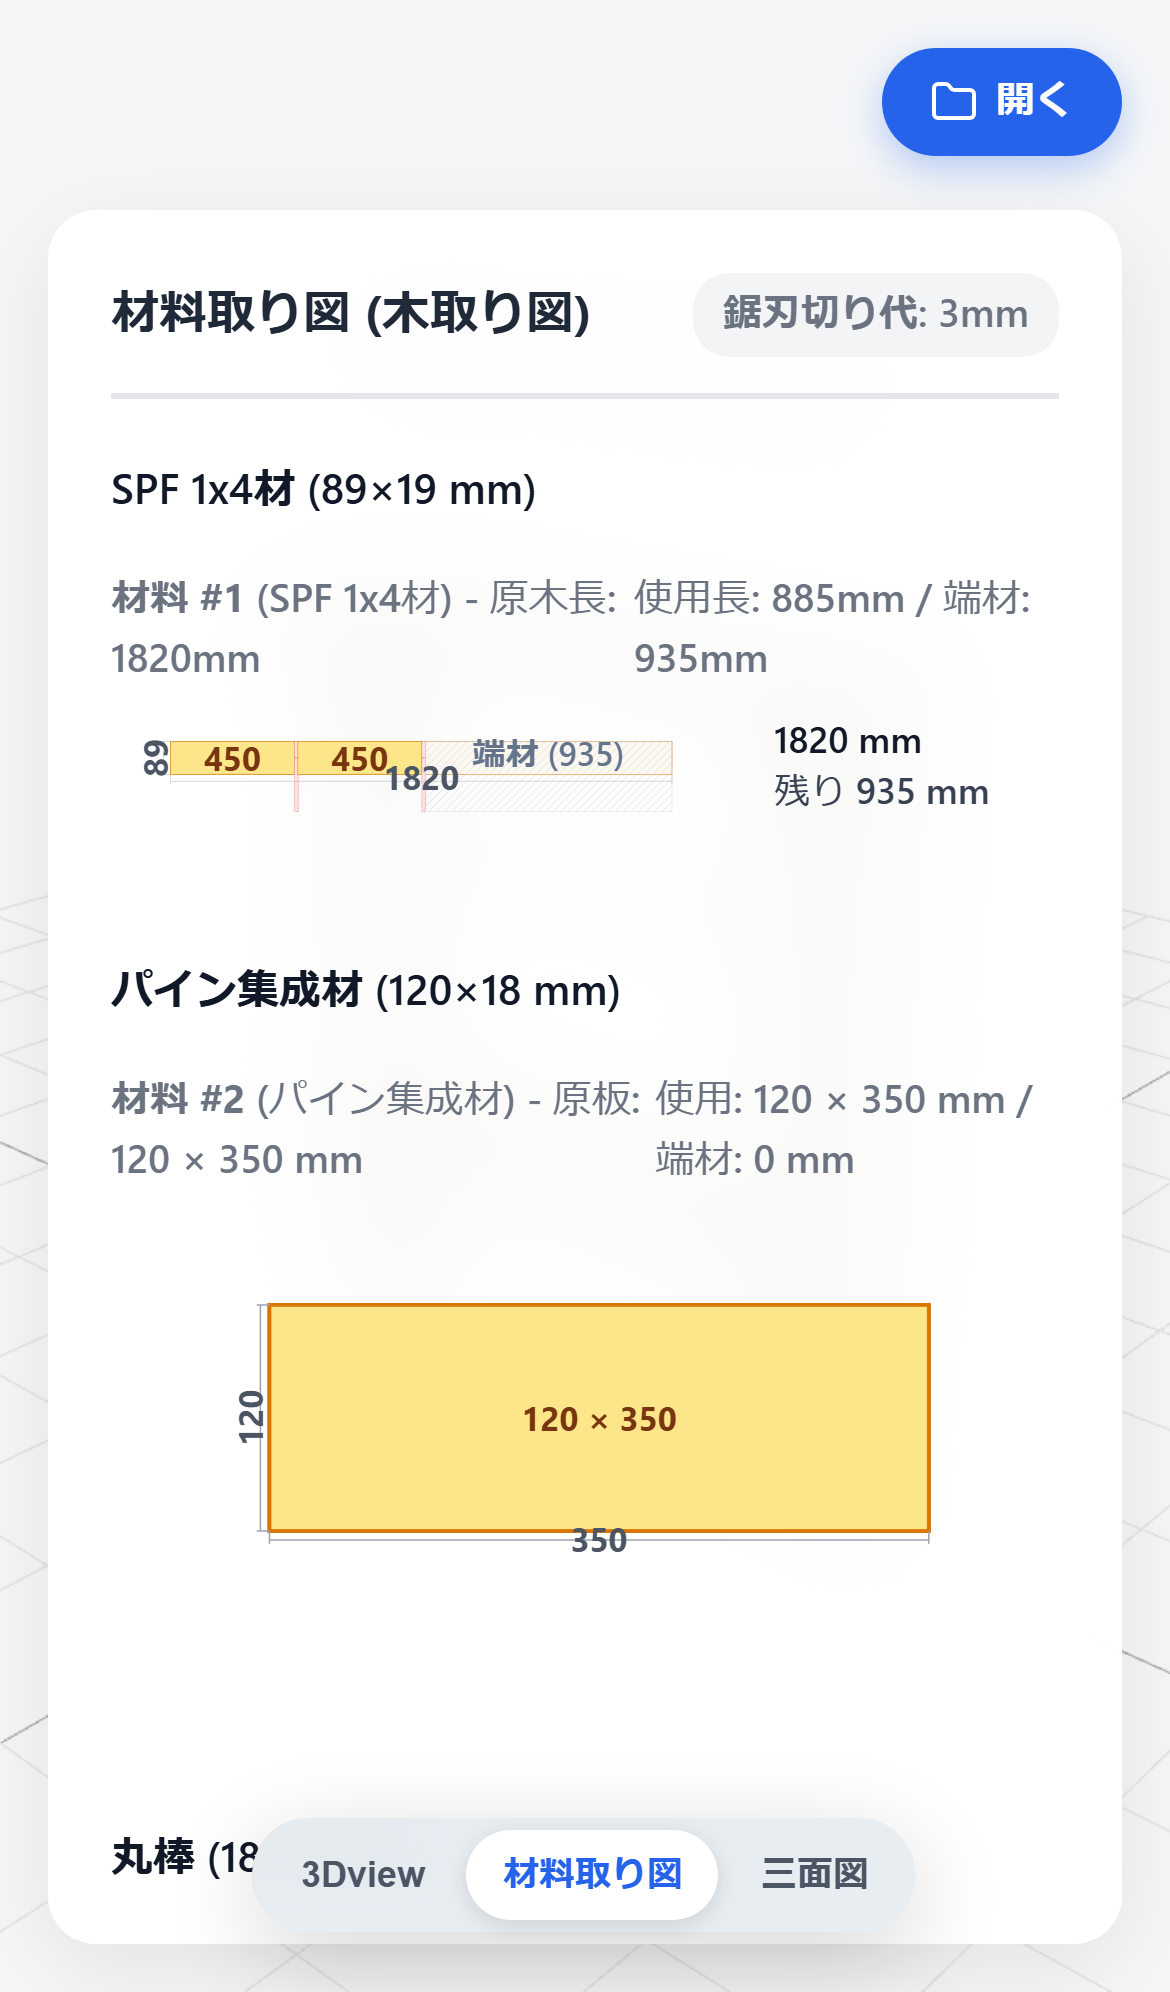 開く
材料取り図 (木取り図)
鋸刃切り代: 3mm
SPF 1x4材 (89×19 mm)
材料 #1 (SPF 1x4材) - 原木長:
1820mm
使用長: 885mm / 端材:
935mm
89
450
450
端材 (935)
1820
1820 mm
残り 935 mm
パイン集成材 (120×18 mm)
材料 #2 (パイン集成材) - 原板:
120 × 350 mm
使用: 120 × 350 mm /
端材: 0 mm
120
120 × 350
350
丸棒 (18
3Dview
材料取り図
三面図